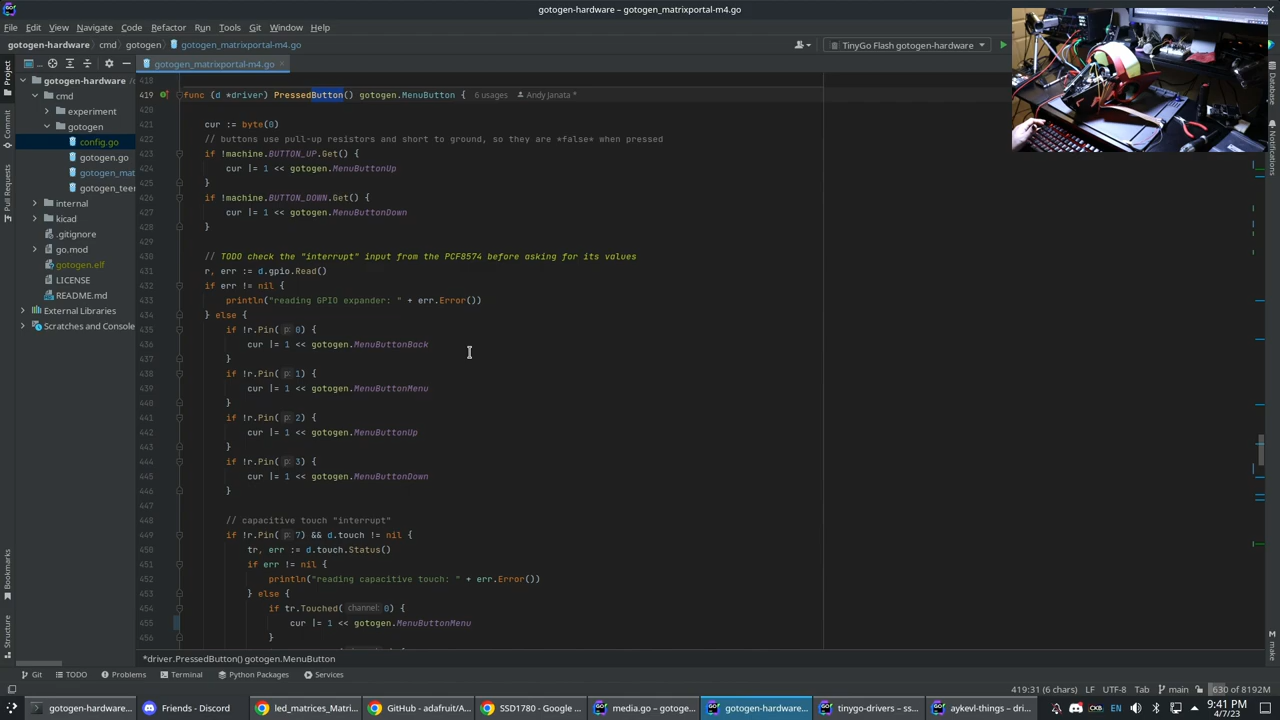 gotogen-hardware – gotogen_matrixportal-m4.go
File Edit View Navigate Code Refactor Run Tools Git Window Help
gotogen-hardware cmd gotogen gotogen_matrixportal-m4.go
TinyGo Flash gotogen-hardware
gotogen_matrixportal-m4.go
Project
Commit
Pull Requests
Bookmarks
Structure
gotogen-hardware
cmd
experiment
gotogen
config.go
gotogen.go
gotogen_mat
gotogen_teen
internal
kicad
.gitignore
go.mod
gotogen.elf
LICENSE
README.md
External Libraries
Scratches and Console
418
419 func (d *driver) PressedButton() gotogen.MenuButton { 6 usages Andy Janata *
420
421 cur := byte(0)
422 // buttons use pull-up resistors and short to ground, so they are *false* when pressed
423 if !machine.BUTTON_UP.Get() {
424 cur |= 1 << gotogen.MenuButtonUp
425 }
426 if !machine.BUTTON_DOWN.Get() {
427 cur |= 1 << gotogen.MenuButtonDown
428 }
429
430 // TODO check the "interrupt" input from the PCF8574 before asking for its values
431 r, err := d.gpio.Read()
432 if err != nil {
433 println("reading GPIO expander: " + err.Error())
434 } else {
435 if !r.Pin( p: 0) {
436 cur |= 1 << gotogen.MenuButtonBack
437 }
438 if !r.Pin( p: 1) {
439 cur |= 1 << gotogen.MenuButtonMenu
440 }
441 if !r.Pin( p: 2) {
442 cur |= 1 << gotogen.MenuButtonUp
443 }
444 if !r.Pin( p: 3) {
445 cur |= 1 << gotogen.MenuButtonDown
446 }
447
448 // capacitive touch "interrupt"
449 if !r.Pin( p: 7) && d.touch != nil {
450 tr, err := d.touch.Status()
451 if err != nil {
452 println("reading capacitive touch: " + err.Error())
453 } else {
454 if tr.Touched( channel: 0) {
455 cur |= 1 << gotogen.MenuButtonMenu
456 }
*driver.PressedButton() gotogen.MenuButton
Database
Notifications
make
Git TODO Problems Terminal Python Packages Services
419:31 (6 chars) LF UTF-8 Tab main 630 of 8192M
gotogen-hardware...
Friends - Discord
led_matrices_Matri...
GitHub - adafruit/A...
SSD1780 - Google ...
media.go – gotoge...
gotogen-hardware...
tinygo-drivers – ss...
aykevl-things – dri...
9:41 PM
4/7/23